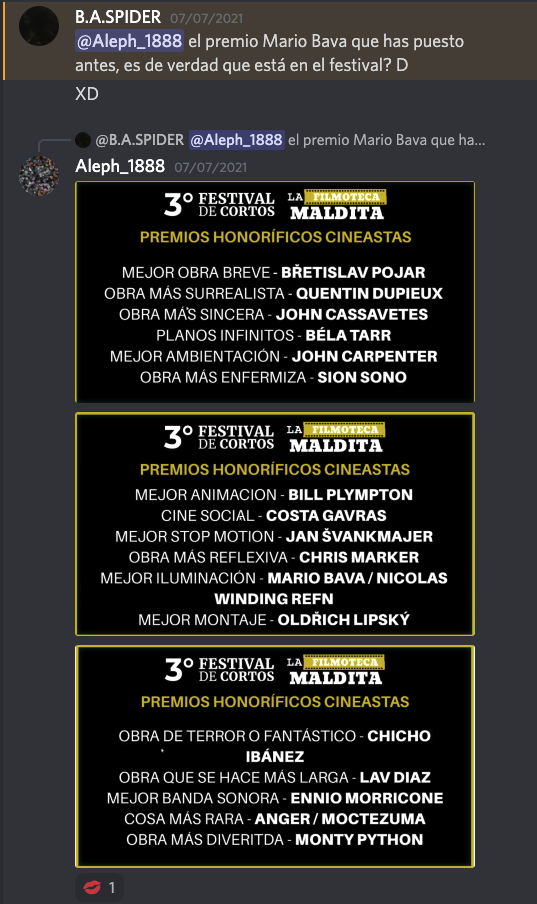 B.A.SPIDER 07/07/2021
@Aleph_1888 el premio Mario Bava que has puesto
antes, es de verdad que está en el festival? D
XD
@B.A.SPIDER @Aleph_1888 el premio Mario Bava que ha...
Aleph_1888 07/07/2021
3º FESTIVAL DE CORTOS LA FILMOTECA MALDITA
PREMIOS HONORÍFICOS CINEASTAS
MEJOR OBRA BREVE - BŘETISLAV POJAR
OBRA MÁS SURREALISTA - QUENTIN DUPIEUX
OBRA MÁS SINCERA - JOHN CASSAVETES
PLANOS INFINITOS - BÉLA TARR
MEJOR AMBIENTACIÓN - JOHN CARPENTER
OBRA MÁS ENFERMIZA - SION SONO
3º FESTIVAL DE CORTOS LA FILMOTECA MALDITA
PREMIOS HONORÍFICOS CINEASTAS
MEJOR ANIMACION - BILL PLYMPTON
CINE SOCIAL - COSTA GAVRAS
MEJOR STOP MOTION - JAN ŠVANKMAJER
OBRA MÁS REFLEXIVA - CHRIS MARKER
MEJOR ILUMINACIÓN - MARIO BAVA / NICOLAS
WINDING REFN
MEJOR MONTAJE - OLDŘICH LIPSKÝ
3º FESTIVAL DE CORTOS LA FILMOTECA MALDITA
PREMIOS HONORÍFICOS CINEASTAS
OBRA DE TERROR O FANTÁSTICO - CHICHO
IBÁNEZ
OBRA QUE SE HACE MÁS LARGA - LAV DIAZ
MEJOR BANDA SONORA - ENNIO MORRICONE
COSA MÁS RARA - ANGER / MOCTEZUMA
OBRA MÁS DIVERITDA - MONTY PYTHON
1